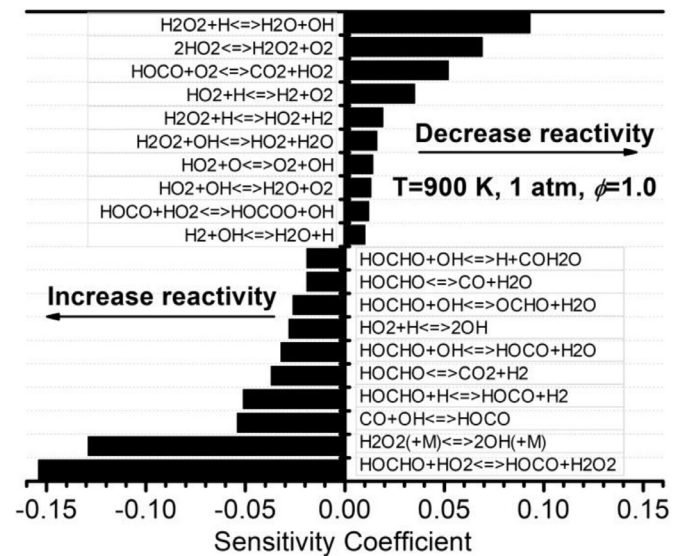 H2O2+H<=>H2O+OH
2HO2<=>H2O2+O2
HOCO+O2<=>CO2+HO2
HO2+H<=>H2+O2
H2O2+H<=>HO2+H2
H2O2+OH<=>HO2+H2O
HO2+O<=>O2+OH
HO2+OH<=>H2O+O2
HOCO+HO2<=>HOCOO+OH
H2+OH<=>H2O+H
Decrease reactivity
T=900 K, 1 atm, ϕ=1.0
Increase reactivity
HOCHO+OH<=>H+COH2O
HOCHO<=>CO+H2O
HOCHO+OH<=>OCHO+H2O
HO2+H<=>2OH
HOCHO+OH<=>HOCO+H2O
HOCHO<=>CO2+H2
HOCHO+H<=>HOCO+H2
CO+OH<=>HOCO
H2O2(+M)<=>2OH(+M)
HOCHO+HO2<=>HOCO+H2O2
-0.15 -0.10 -0.05 0.00 0.05 0.10 0.15
Sensitivity Coefficient